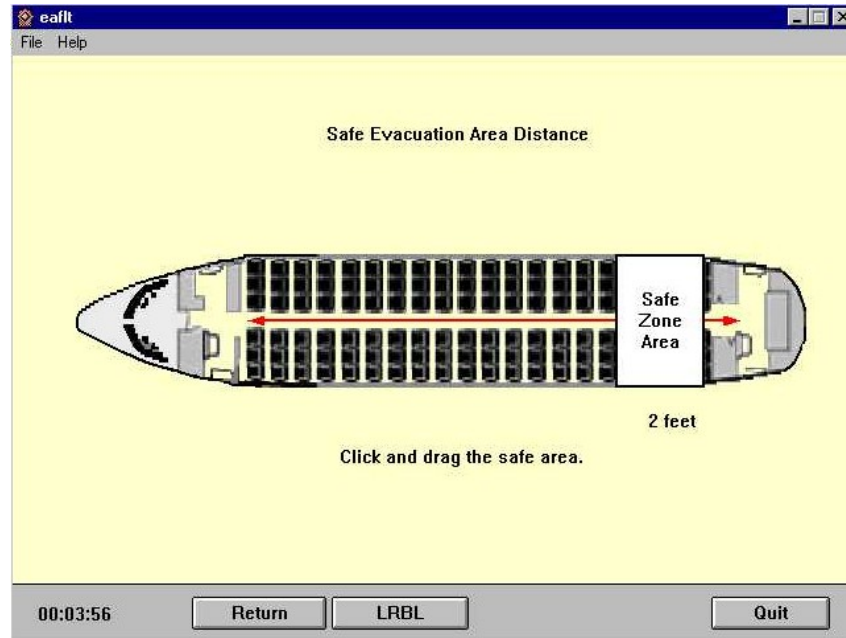 eaflt
File Help
Safe Evacuation Area Distance
Safe
Zone
Area
2 feet
Click and drag the safe area.
00:03:56 Return LRBL Quit